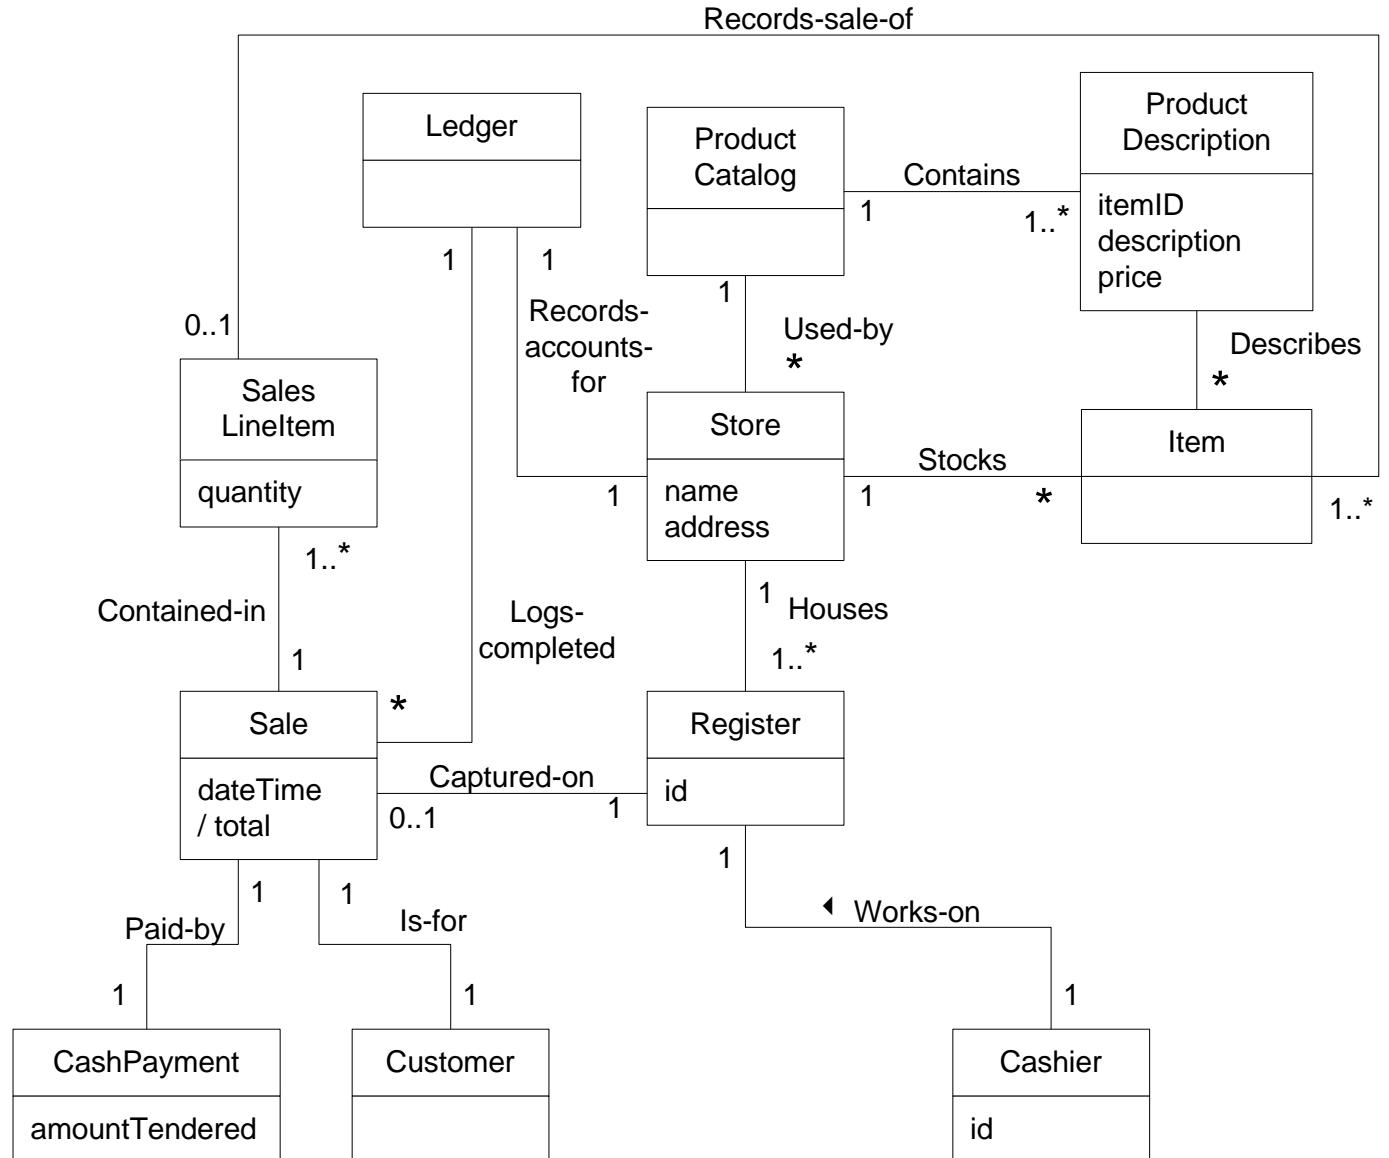 Records-sale-of
Ledger
Product
Catalog
Product
Description
Contains
1
1..*
itemID
description
price
1
1
1
Records-
accounts-
for
Used-by
*
0..1
Describes
*
Sales
LineItem
quantity
Store
name
address
Stocks
1
1
*
Item
1..*
1..*
Contained-in
1
Logs-
completed
*
1
Houses
1..*
Sale
dateTime
/ total
Captured-on
0..1
1
Register
id
1
1
1
Paid-by
Is-for
Works-on
1
1
1
CashPayment
amountTendered
Customer
Cashier
id